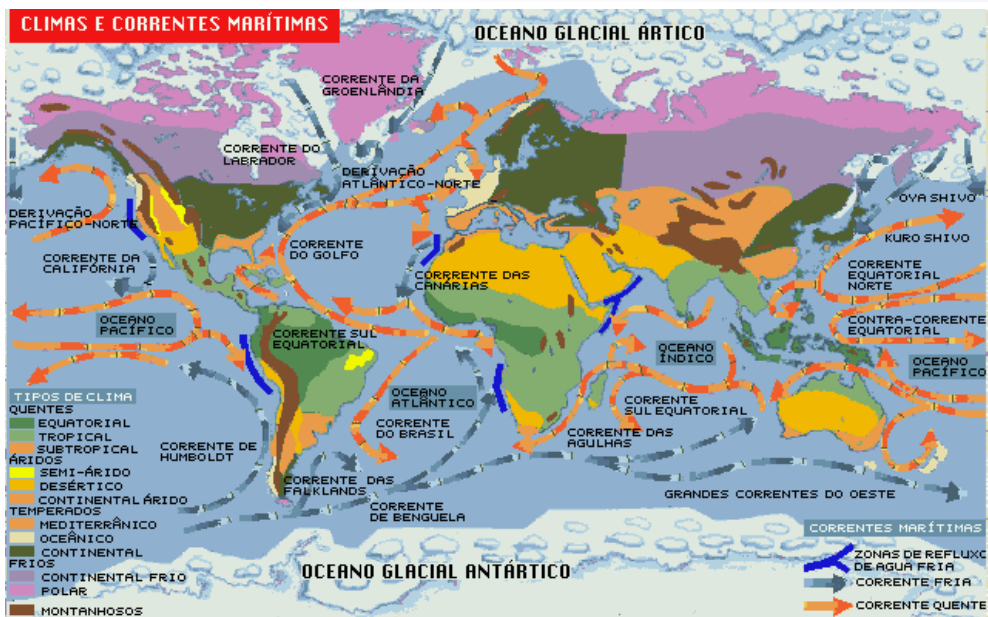 CLIMAS E CORRENTES MARÍTIMAS
OCEANO GLACIAL ÁRTICO
CORRENTE DA
GROENLÂNDIA
CORRENTE DO
LABRADOR
DERIVAÇÃO
ATLÂNTICO-NORTE
DERIVAÇÃO
PACÍFICO-NORTE
OYA SHIVO
KURO SHIVO
CORRENTE DA
CALIFÓRNIA
CORRENTE
DO GOLFO
CORRRENTE DAS
CANÁRIAS
CORRENTE
EQUATORIAL
NORTE
CONTRA-CORRENTE
EQUATORIAL
OCEANO
PACÍFICO
CORRENTE SUL
EQUATORIAL
OCEANO
ÍNDICO
OCEANO
PACÍFICO
OCEANO
ATLÂNTICO
CORRENTE
DO BRASIL
CORRENTE
SUL EQUATORIAL
CORRENTE DAS
AGULHAS
CORRENTE DE
HUMBOLDT
CORRENTE DAS
FALKLANDS
CORRENTE
DE BENGUELA
GRANDES CORRENTES DO OESTE
OCEANO GLACIAL ANTÁRTICO
TIPOS DE CLIMA
QUENTES
EQUATORIAL
TROPICAL
SUBTROPICAL
ÁRIDOS
SEMI-ÁRIDO
DESÉRTICO
CONTINENTAL ÁRIDO
TEMPERADOS
MEDITERRÂNICO
OCEÂNICO
CONTINENTAL
FRIOS
CONTINENTAL FRIO
POLAR
MONTANHOSOS
CORRENTES MARÍTIMAS
ZONAS DE REFLUXO
DE AGUA FRIA
CORRENTE FRIA
CORRENTE QUENTE